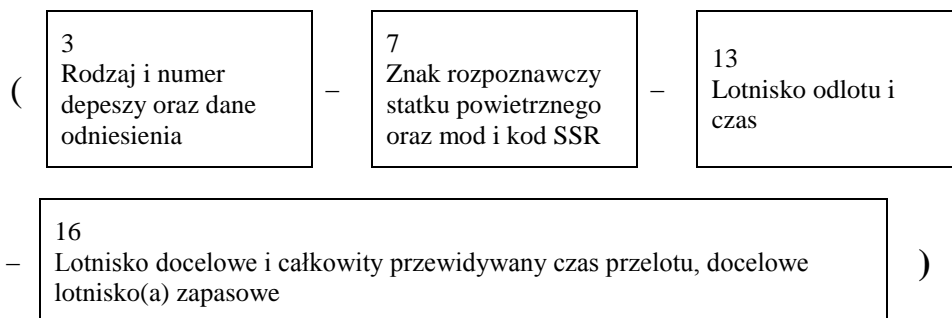 3
Rodzaj i numer
depeszy oraz dane
odniesienia
7
Znak rozpoznawczy
statku powietrznego
oraz mod i kod SSR
13
Lotnisko odlotu i
czas
( – –
16
Lotnisko docelowe i całkowity przewidywany czas przelotu, docelowe
lotnisko(a) zapasowe
– )